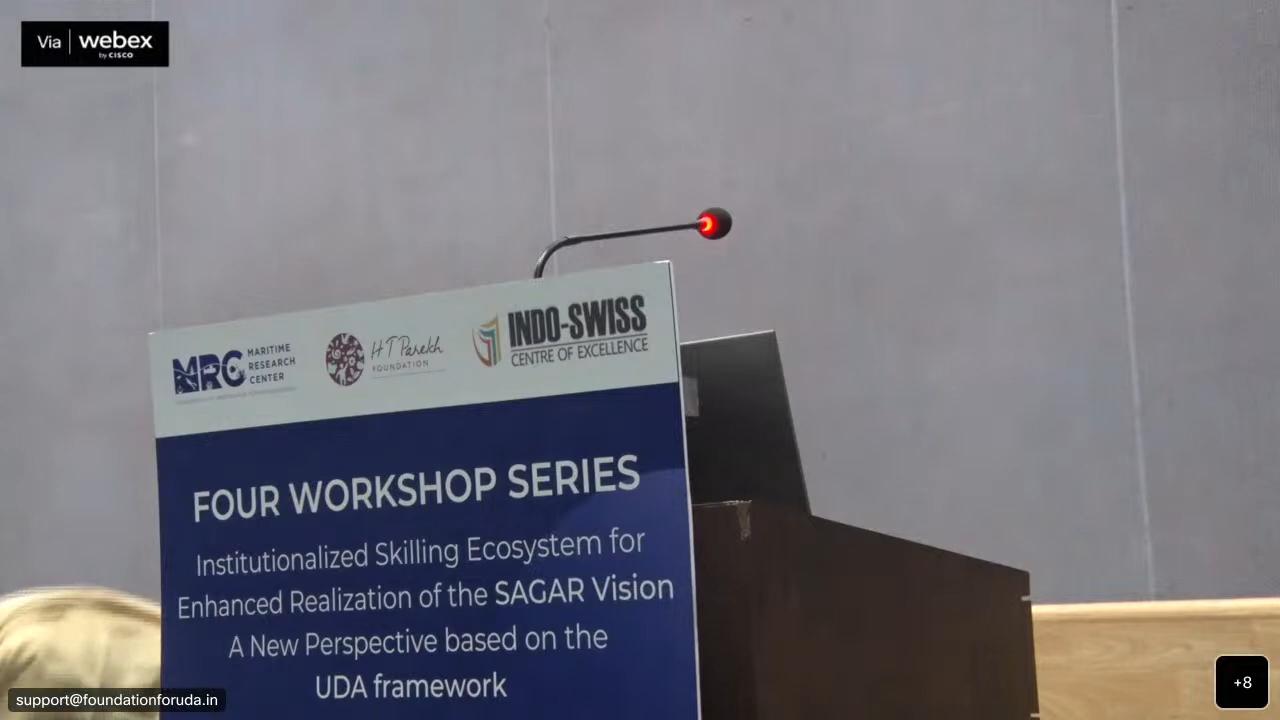 Via | webex
by CISCO
MRC MARITIME
RESEARCH
CENTER
H T Parekh
FOUNDATION
INDO-SWISS
CENTRE OF EXCELLENCE
FOUR WORKSHOP SERIES
Institutionalized Skilling Ecosystem for
Enhanced Realization of the SAGAR Vision
A New Perspective based on the
UDA framework
support@foundationforuda.in
+8